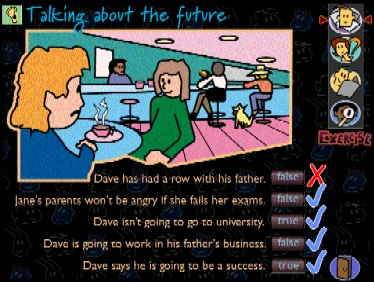 Talking about the future
EXERCISE
Dave has had a row with his father. false
Jane's parents won't be angry if she fails her exams. false
Dave isn't going to go to university. true
Dave is going to work in his father's business. false
Dave says he is going to be a success. true